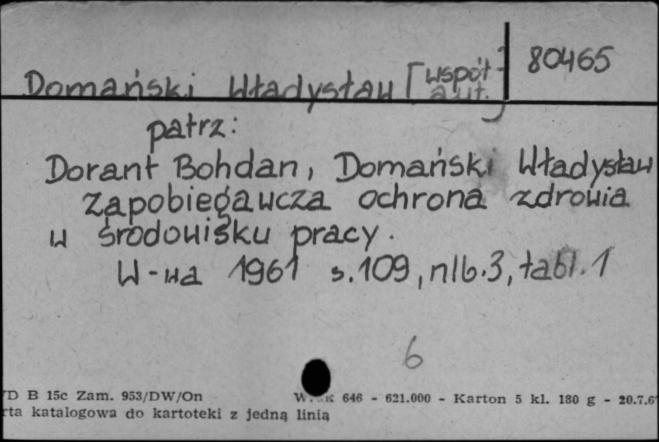 Domański Władysław [współ- 80465
aut.]
patrz:
Dorant Bohdan, Domański Władysław
Zapobiegawcza ochrona zdrowia
w środowisku pracy.
W-wa 1961 s.109, nlb.3, tabl.1
6
D B 15c Zam. 953/DW/On 646 - 621.000 - Karton 5 kl. 180 g - 20.7.6
rta katalogowa do kartoteki z jedną linią